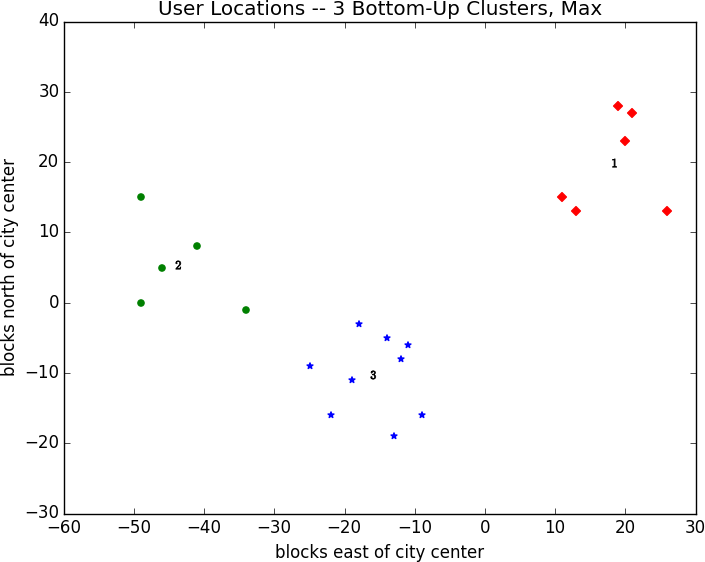 User Locations -- 3 Bottom-Up Clusters, Max
40
30
20
10
0
−10
−20
−30
blocks north of city center
1
2
3
−60 −50 −40 −30 −20 −10 0 10 20 30
blocks east of city center